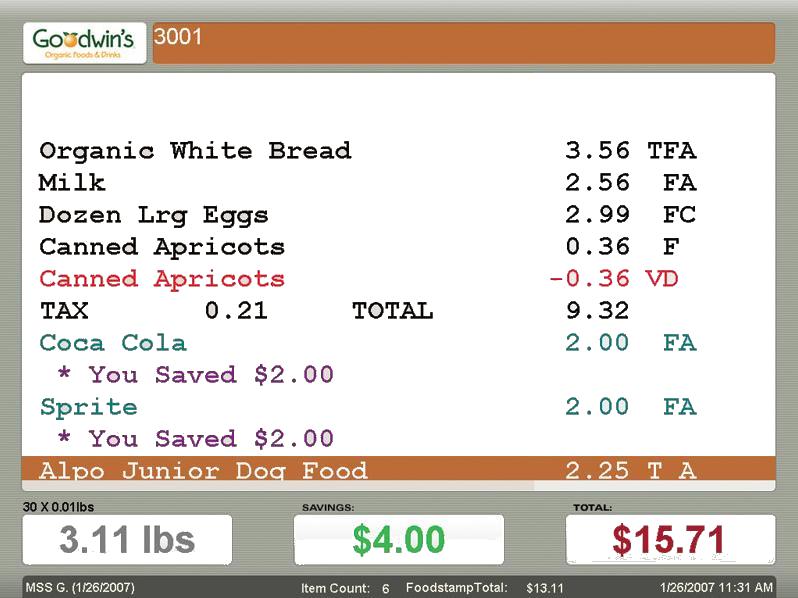 Goodwin's
Organic Foods & Drinks
3001
Organic White Bread 3.56 TFA
Milk 2.56 FA
Dozen Lrg Eggs 2.99 FC
Canned Apricots 0.36 F
Canned Apricots -0.36 VD
TAX 0.21 TOTAL 9.32
Coca Cola 2.00 FA
* You Saved $2.00
Sprite 2.00 FA
* You Saved $2.00
Alpo Junior Dog Food 2.25 T A
30 X 0.01lbs SAVINGS: TOTAL:
3.11 lbs $4.00 $15.71
MSS G. (1/26/2007) Item Count: 6 FoodstampTotal: $13.11 1/26/2007 11:31 AM